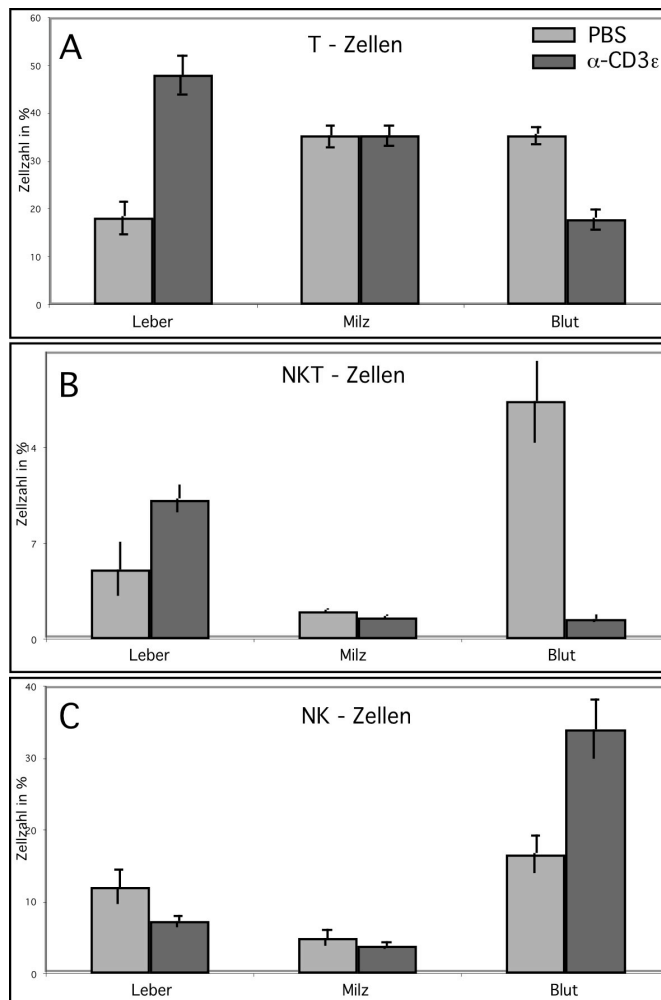 A
T - Zellen
PBS
α-CD3ε
Zellzahl in %
60
50
40
30
20
10
0
Leber Milz Blut
B
NKT - Zellen
Zellzahl in %
14
7
0
Leber Milz Blut
C
NK - Zellen
Zellzahl in %
40
30
20
10
0
Leber Milz Blut